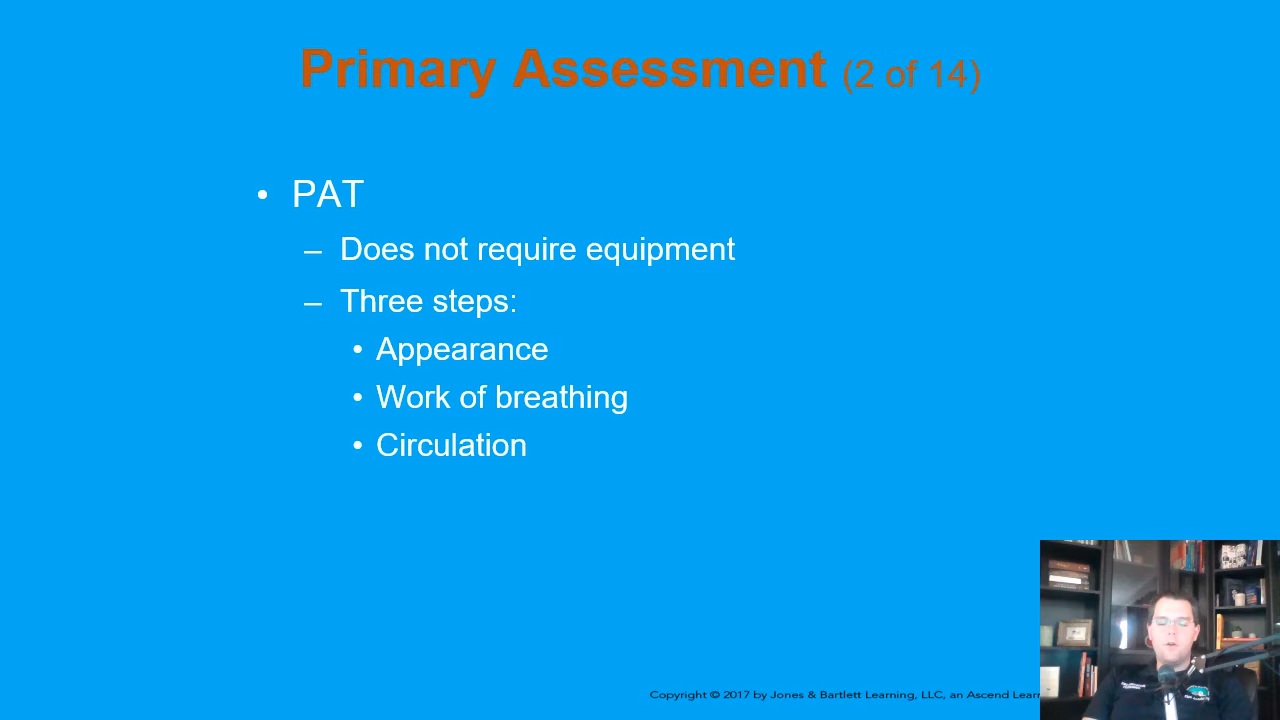 Primary Assessment (2 of 14)
• PAT
– Does not require equipment
– Three steps:
• Appearance
• Work of breathing
• Circulation
Copyright © 2017 by Jones & Bartlett Learning, LLC, an Ascend Learn